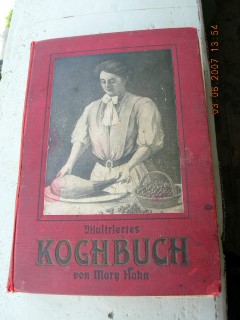 Illustriertes
KOCHBUCH
von Mary Hahn
03 06 2007 13:54